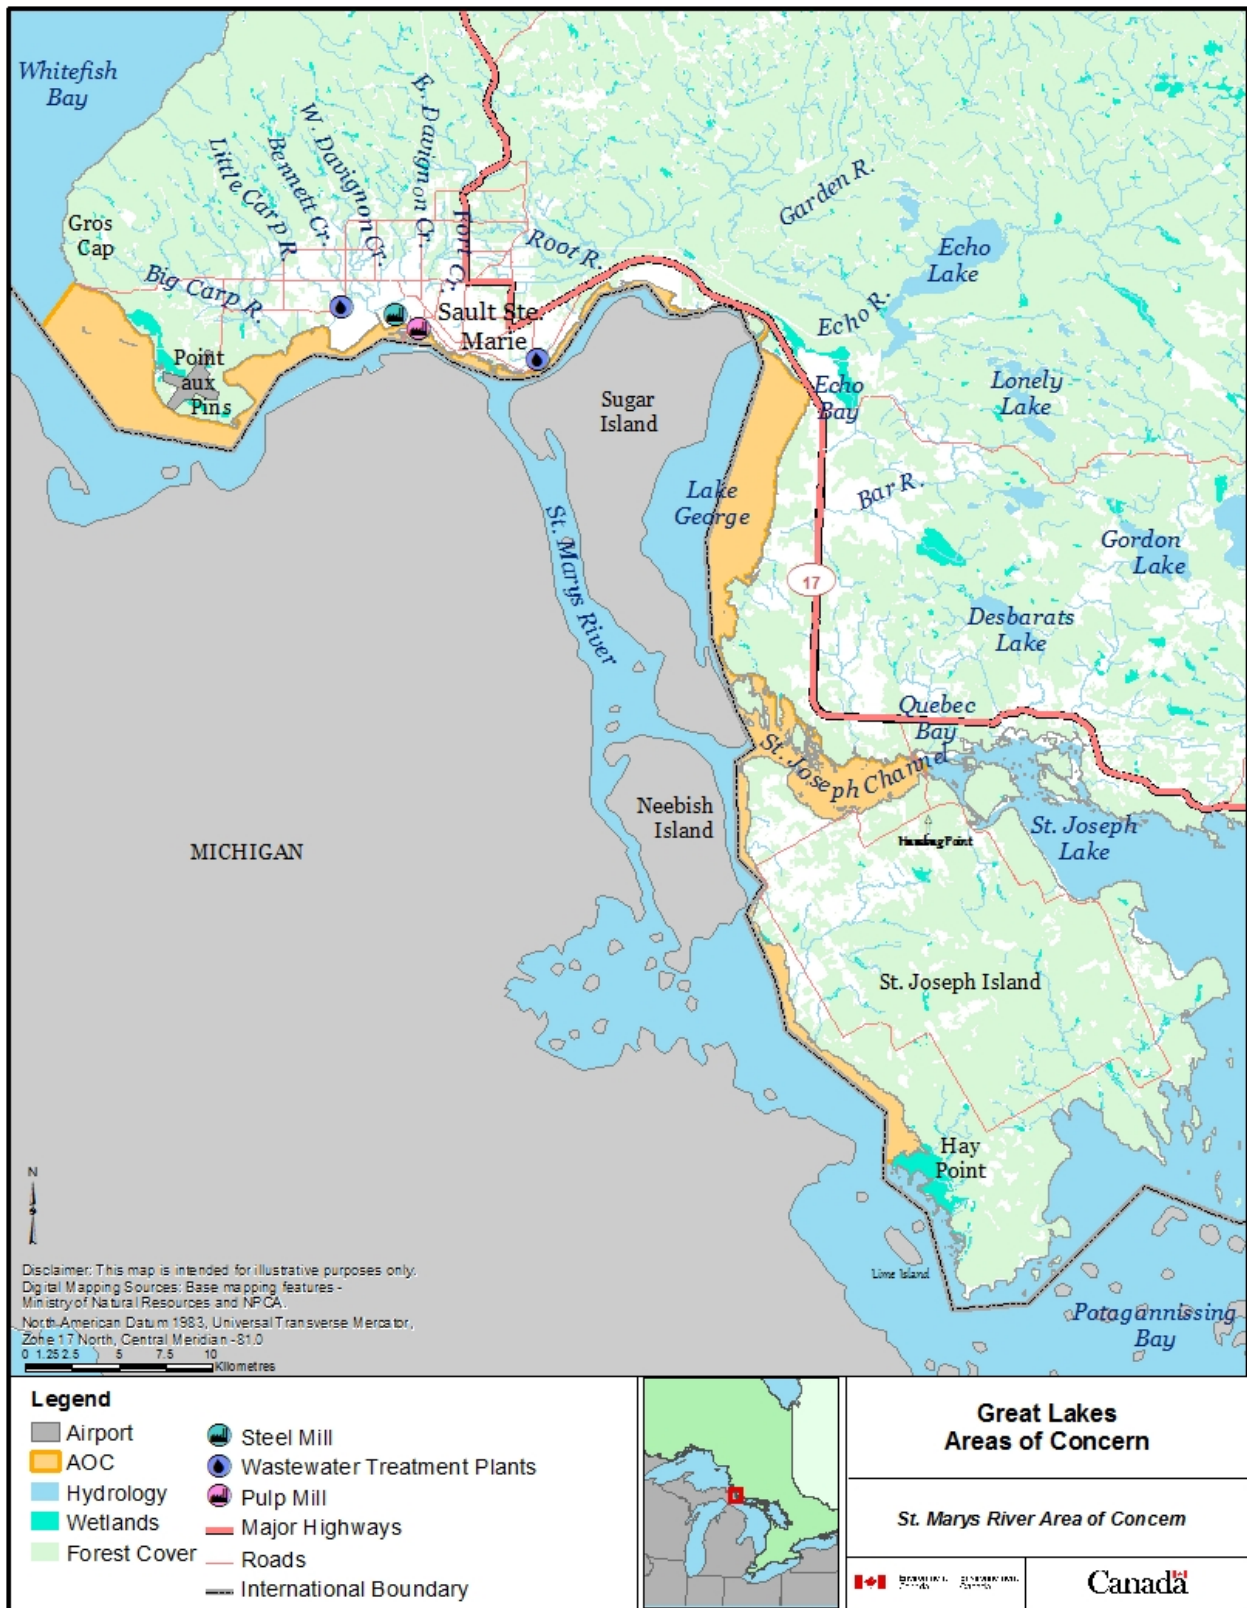 Whitefish
Bay
E. Davignon Cr.
W. Davignon Cr.
Bennett Cr.
Little Carp R.
Fort Cr.
Gros
Cap
Big Carp R.
Root R.
Garden R.
Echo
Lake
Echo R.
Sault Ste.
Marie
Point
aux
Pins
Sugar
Island
Echo
Bay
Lonely
Lake
Lake
George
Bar R.
St. Marys River
Gordon
Lake
17
Desbarats
Lake
Quebec
Bay
St. Joseph Channel
Neebish
Island
St. Joseph
Lake
MICHIGAN
St. Joseph Island
Hay
Point
N
Lime Island
Potagannissing
Bay
Disclaimer: This map is intended for illustrative purposes only.
Digital Mapping Sources: Base mapping features -
Ministry of Natural Resources and NPCA.
North American Datum 1983, Universal Transverse Mercator,
Zone 17 North, Central Meridian -81.0
0 1.25 2.5 5 7.5 10
Kilometres
Legend
Airport
AOC
Hydrology
Wetlands
Forest Cover
Steel Mill
Wastewater Treatment Plants
Pulp Mill
Major Highways
Roads
International Boundary
Great Lakes
Areas of Concern
St. Marys River Area of Concern
Environment Environnement
Canada Canada
Canada